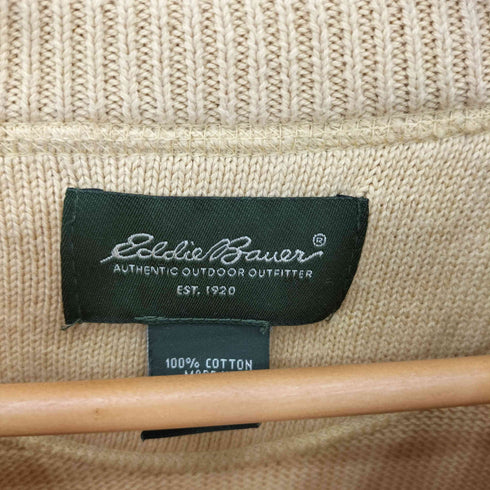 Eddie Bauer®
AUTHENTIC OUTDOOR OUTFITTER
EST. 1920
100% COTTON